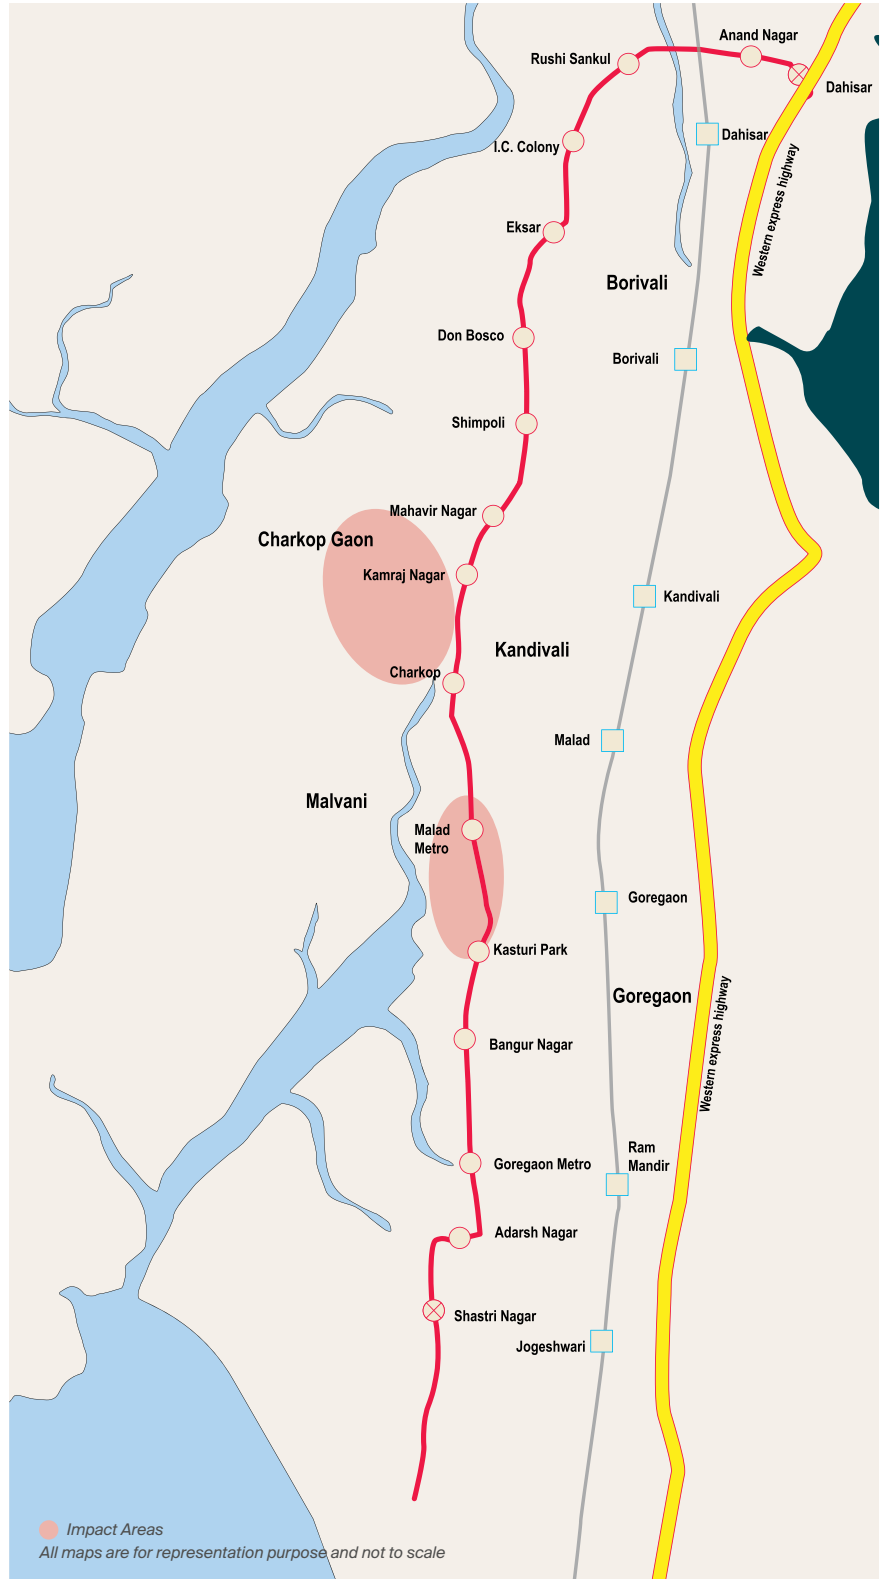 Anand Nagar
Rushi Sankul
Dahisar
Dahisar
I.C. Colony
Western express highway
Eksar
Borivali
Don Bosco
Borivali
Shimpoli
Mahavir Nagar
Charkop Gaon
Kamraj Nagar
Kandivali
Kandivali
Charkop
Malad
Malvani
Malad
Metro
Goregaon
Kasturi Park
Goregaon
Western express highway
Bangur Nagar
Ram
Mandir
Goregaon Metro
Adarsh Nagar
Shastri Nagar
Jogeshwari
Impact Areas
All maps are for representation purpose and not to scale